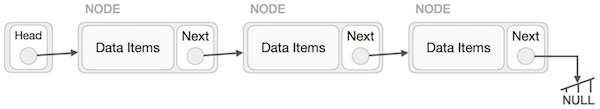 NODE
NODE
NODE
Head
Data Items
Next
Data Items
Next
Data Items
Next
NULL